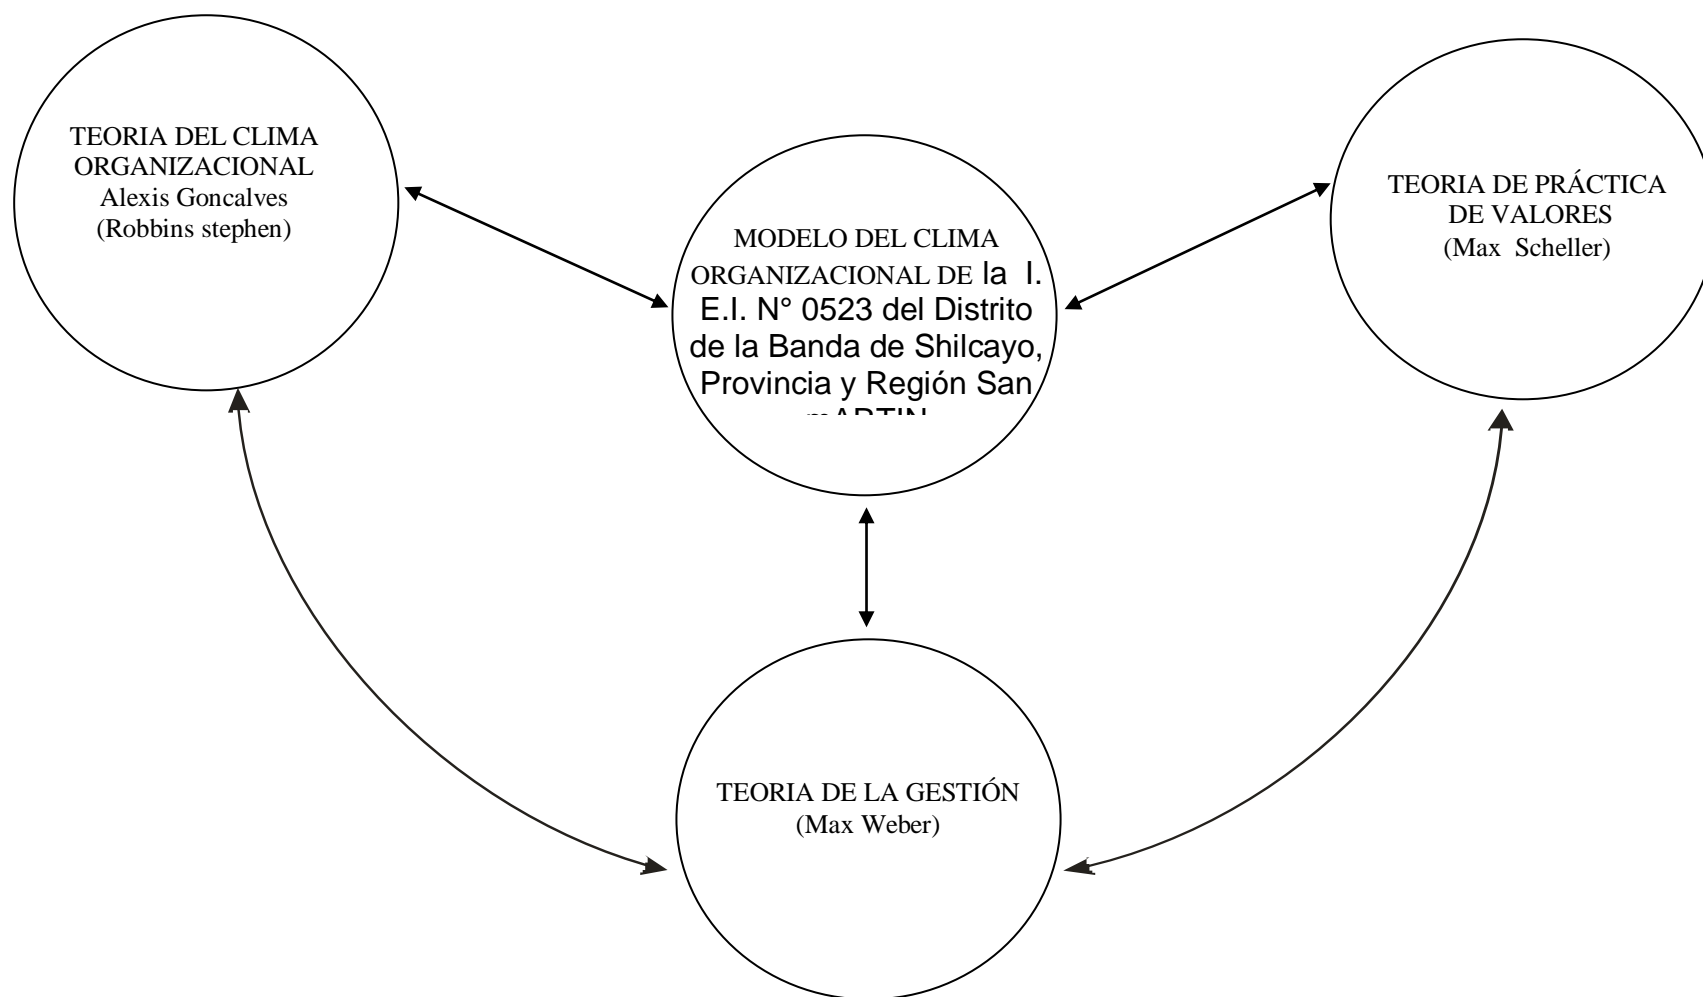 TEORIA DEL CLIMA
ORGANIZACIONAL
Alexis Goncalves
(Robbins stephen)
MODELO DEL CLIMA
ORGANIZACIONAL DE la I.
E.I. N° 0523 del Distrito
de la Banda de Shilcayo,
Provincia y Región San
mARTIN
TEORIA DE PRÁCTICA
DE VALORES
(Max Scheller)
TEORIA DE LA GESTIÓN
(Max Weber)